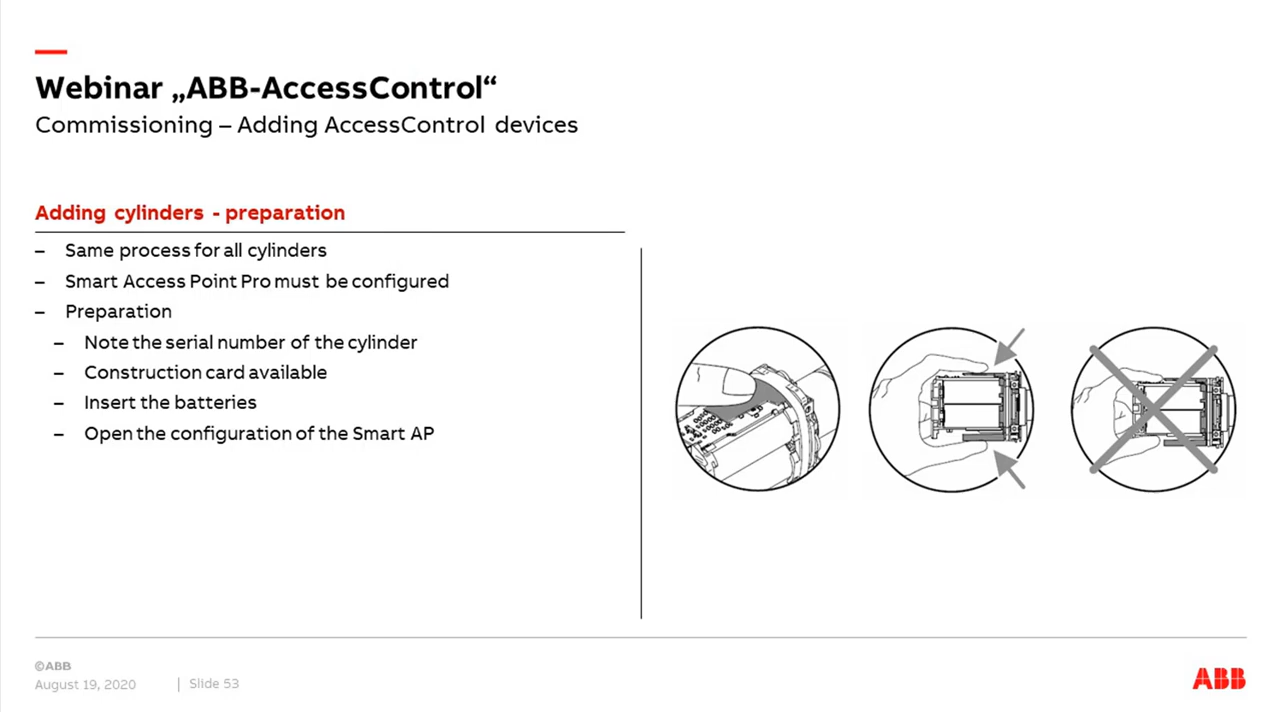 Webinar „ABB-AccessControl“
Commissioning – Adding AccessControl devices
Adding cylinders - preparation
– Same process for all cylinders
– Smart Access Point Pro must be configured
– Preparation
– Note the serial number of the cylinder
– Construction card available
– Insert the batteries
– Open the configuration of the Smart AP
©ABB
August 19, 2020 | Slide 53
ABB